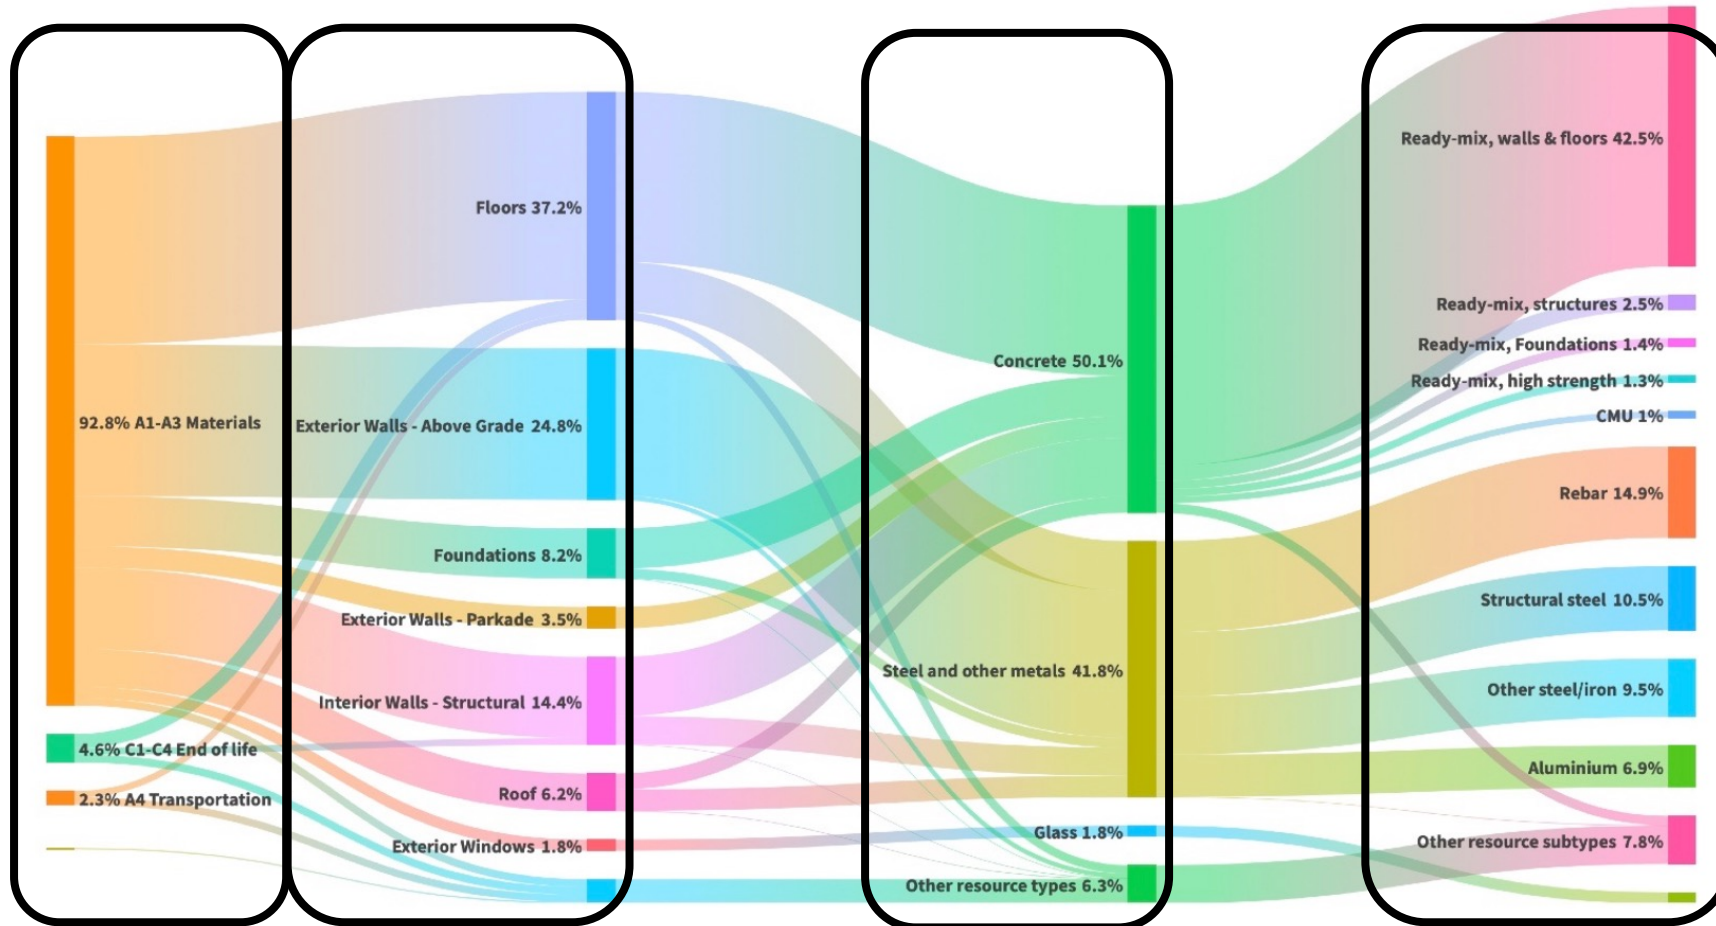 92.8% A1-A3 Materials
4.6% C1-C4 End of life
2.3% A4 Transportation
Floors 37.2%
Exterior Walls - Above Grade 24.8%
Foundations 8.2%
Exterior Walls - Parkade 3.5%
Interior Walls - Structural 14.4%
Roof 6.2%
Exterior Windows 1.8%
Concrete 50.1%
Steel and other metals 41.8%
Glass 1.8%
Other resource types 6.3%
Ready-mix, walls & floors 42.5%
Ready-mix, structures 2.5%
Ready-mix, Foundations 1.4%
Ready-mix, high strength 1.3%
CMU 1%
Rebar 14.9%
Structural steel 10.5%
Other steel/iron 9.5%
Aluminium 6.9%
Other resource subtypes 7.8%